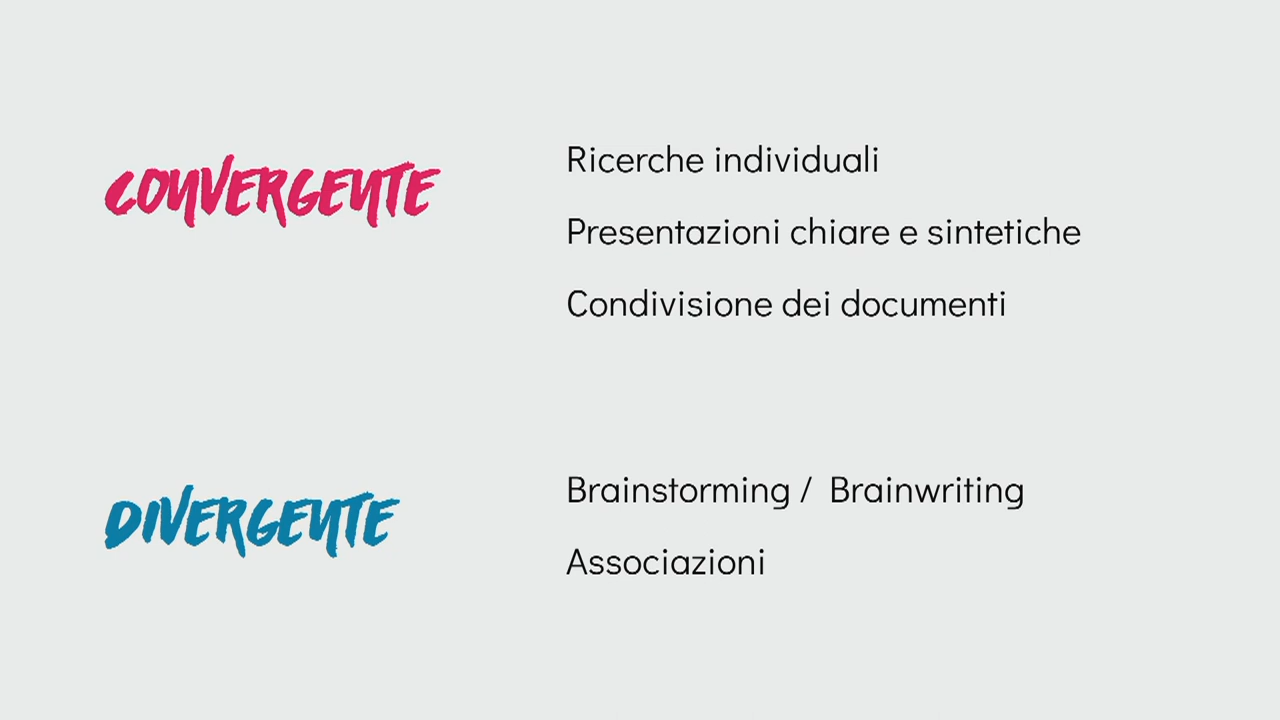 CONVERGENTE
Ricerche individuali
Presentazioni chiare e sintetiche
Condivisione dei documenti
DIVERGENTE
Brainstorming /  Brainwriting
Associazioni